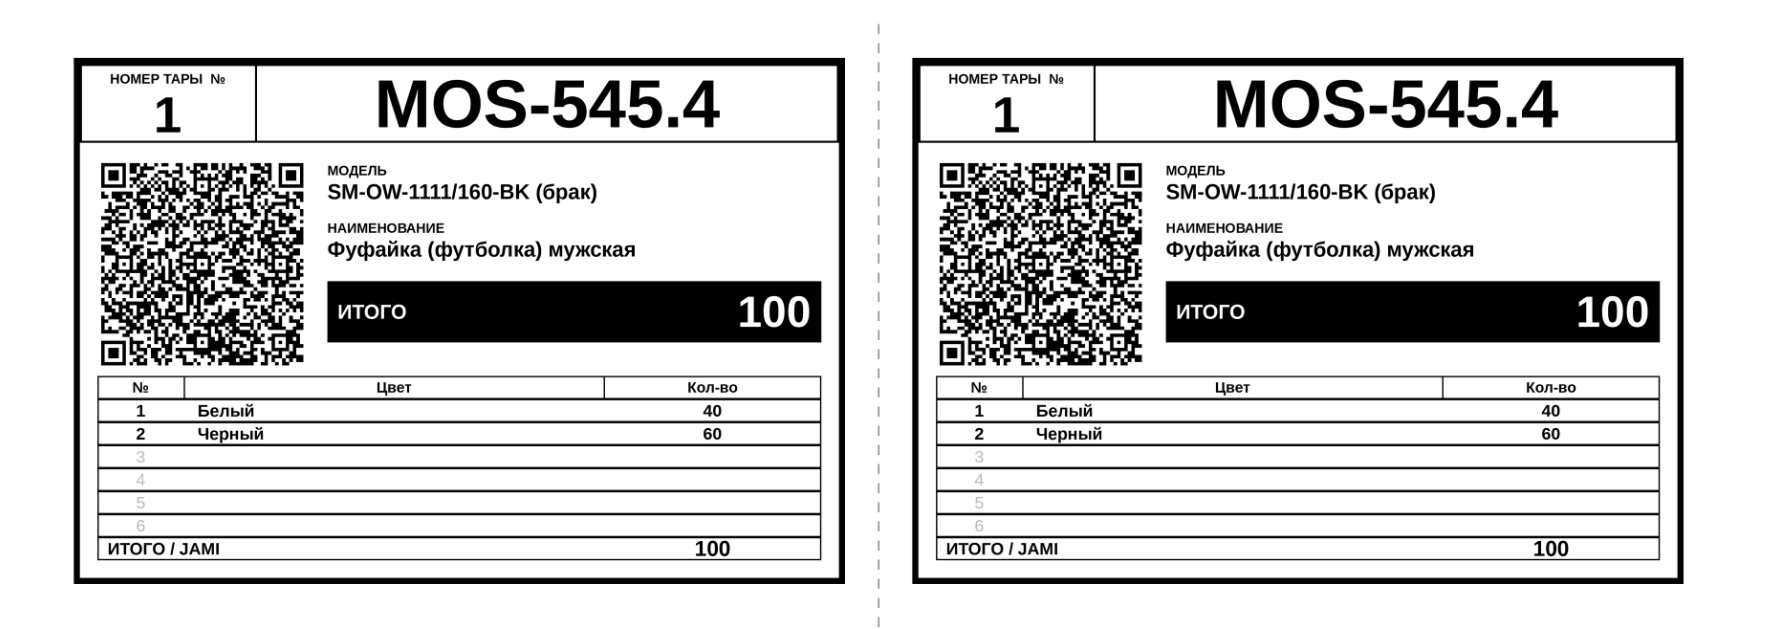 НОМЕР ТАРЫ №
1
MOS-545.4
МОДЕЛЬ
SM-OW-1111/160-BK (брак)
НАИМЕНОВАНИЕ
Фуфайка (футболка) мужская
ИТОГО 100
№ Цвет Кол-во
1 Белый 40
2 Черный 60
3
4
5
6
ИТОГО / JAMI 100
НОМЕР ТАРЫ №
1
MOS-545.4
МОДЕЛЬ
SM-OW-1111/160-BK (брак)
НАИМЕНОВАНИЕ
Фуфайка (футболка) мужская
ИТОГО 100
№ Цвет Кол-во
1 Белый 40
2 Черный 60
3
4
5
6
ИТОГО / JAMI 100